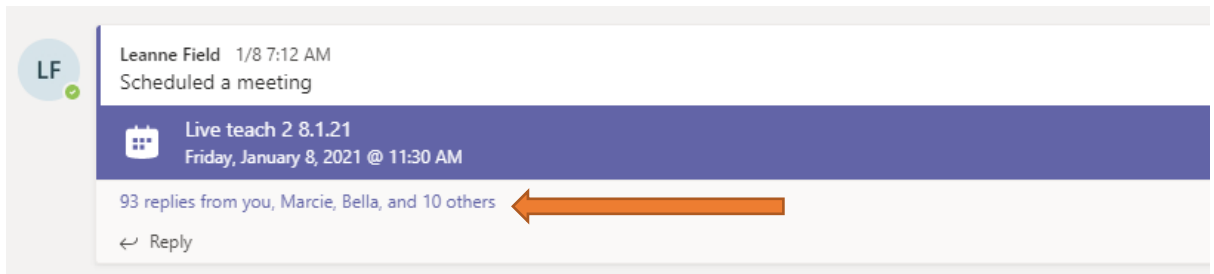 LF
Leanne Field 1/8 7:12 AM
Scheduled a meeting
Live teach 2 8.1.21
Friday, January 8, 2021 @ 11:30 AM
93 replies from you, Marcie, Bella, and 10 others
Reply